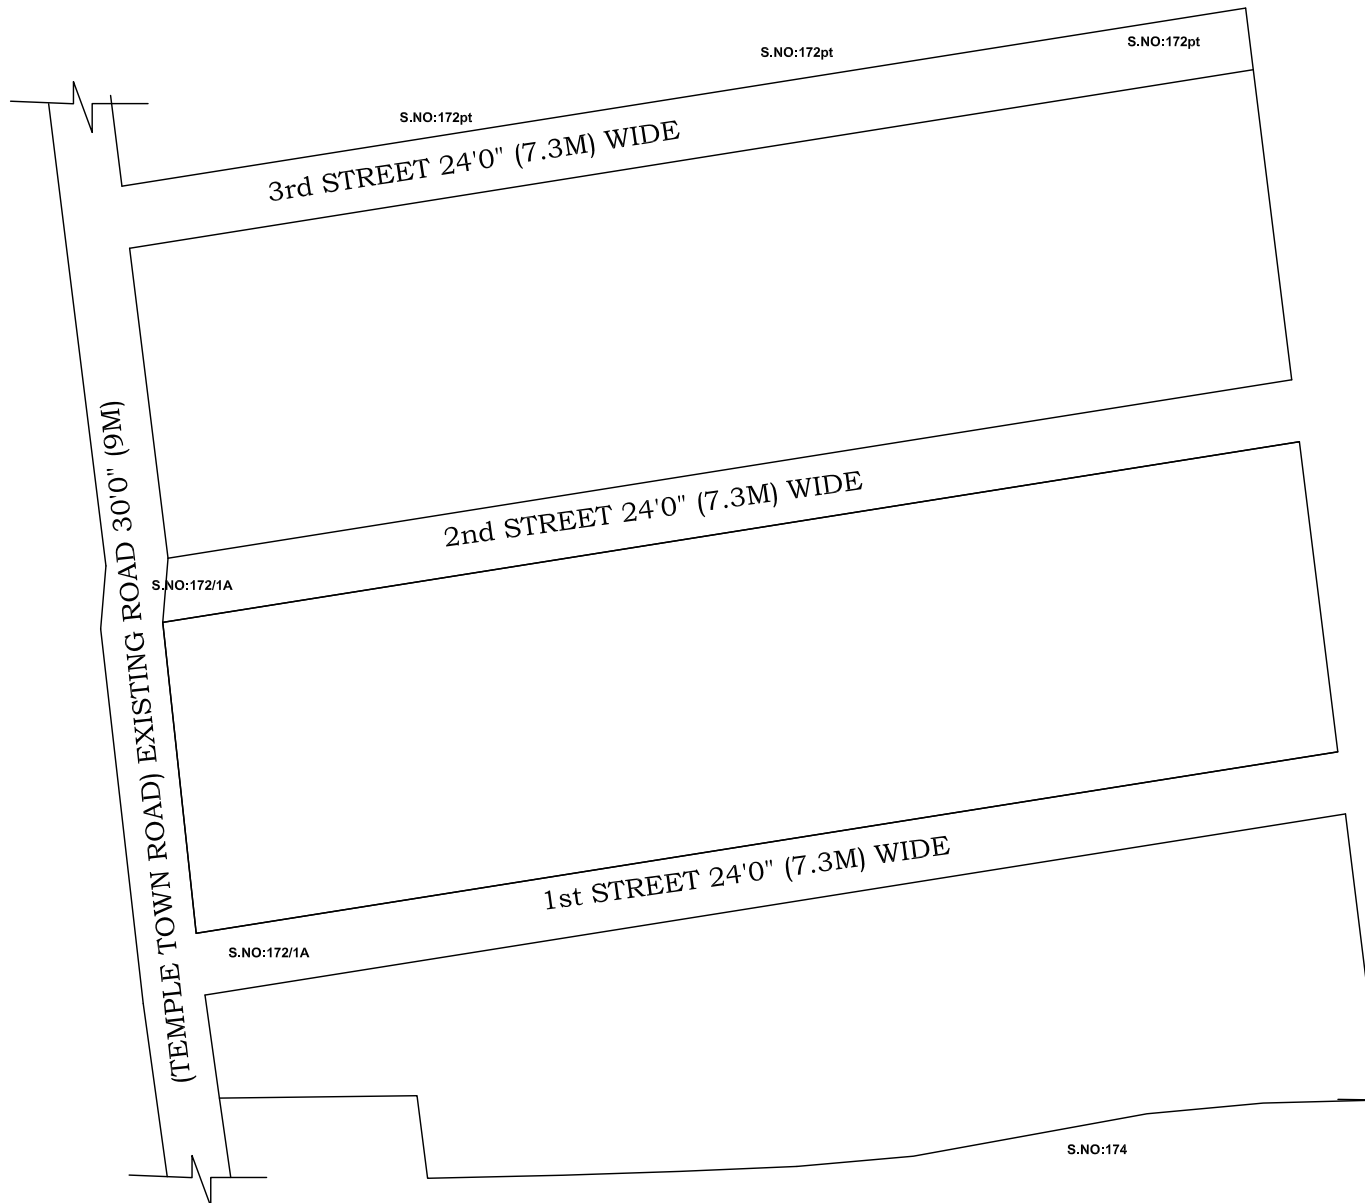 S.NO:172pt
S.NO:172pt
S.NO:172pt
3rd STREET 24'0" (7.3M) WIDE
2nd STREET 24'0" (7.3M) WIDE
S.NO:172/1A
(TEMPLE TOWN ROAD) EXISTING ROAD 30'0" (9M)
1st STREET 24'0" (7.3M) WIDE
S.NO:172/1A
S.NO:174